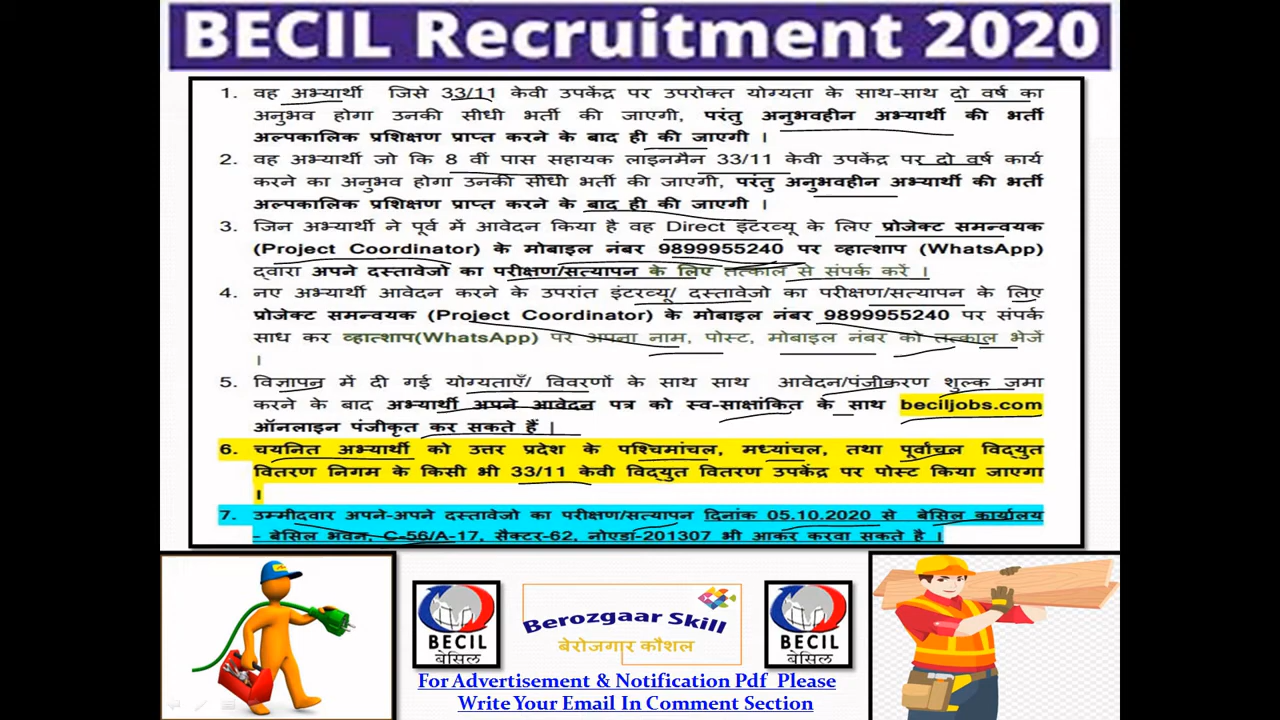 BECIL Recruitment 2020
1. वह अभ्यार्थी जिसे 33/11 केवी उपकेंद्र पर उपरोक्त योग्यता के साथ-साथ दो वर्ष का
अनुभव होगा उनकी सीधी भर्ती की जाएगी, परंतु अनुभवहीन अभ्यार्थी की भर्ती
अल्पकालिक प्रशिक्षण प्राप्त करने के बाद ही की जाएगी ।
2. वह अभ्यार्थी जो कि 8 वीं पास सहायक लाइनमैन 33/11 केवी उपकेंद्र पर दो वर्ष कार्य
करने का अनुभव होगा उनकी सीधी भर्ती की जाएगी, परंतु अनुभवहीन अभ्यार्थी की भर्ती
अल्पकालिक प्रशिक्षण प्राप्त करने के बाद ही की जाएगी ।
3. जिन अभ्यार्थी ने पूर्व में आवेदन किया है वह Direct इंटरव्यू के लिए प्रोजेक्ट समन्वयक
(Project Coordinator) के मोबाइल नंबर 9899955240 पर व्हात्शाप (WhatsApp)
द्वारा अपने दस्तावेजो का परीक्षण/सत्यापन के लिए तत्काल से संपर्क करें ।
4. नए अभ्यार्थी आवेदन करने के उपरांत इंटरव्यू/ दस्तावेजो का परीक्षण/सत्यापन के लिए
प्रोजेक्ट समन्वयक (Project Coordinator) के मोबाइल नंबर 9899955240 पर संपर्क
साध कर व्हात्शाप(WhatsApp) पर अपना नाम, पोस्ट, मोबाइल नंबर को तत्काल भेजें
।
5. विज्ञापन में दी गई योग्यताएँ/ विवरणों के साथ साथ आवेदन/पंजीकरण शुल्क जमा
करने के बाद अभ्यार्थी अपने आवेदन पत्र को स्व-साक्षांकित के साथ beciljobs.com
ऑनलाइन पंजीकृत कर सकते हैं ।
6. चयनित अभ्यार्थी को उत्तर प्रदेश के पश्चिमांचल, मध्यांचल, तथा पूर्वांचल विद्युत
वितरण निगम के किसी भी 33/11 केवी विद्युत वितरण उपकेंद्र पर पोस्ट किया जाएगा
।
7. उम्मीदवार अपने-अपने दस्तावेजो का परीक्षण/सत्यापन दिनांक 05.10.2020 से बेसिल कार्यालय
- बेसिल भवन, C-56/A-17, सैक्टर-62, नोएडा-201307 भी आकर करवा सकते है ।
BECIL
बेसिल
Berozgaar Skill
बेरोजगार कौशल
BECIL
बेसिल
For Advertisement & Notification Pdf Please
Write Your Email In Comment Section